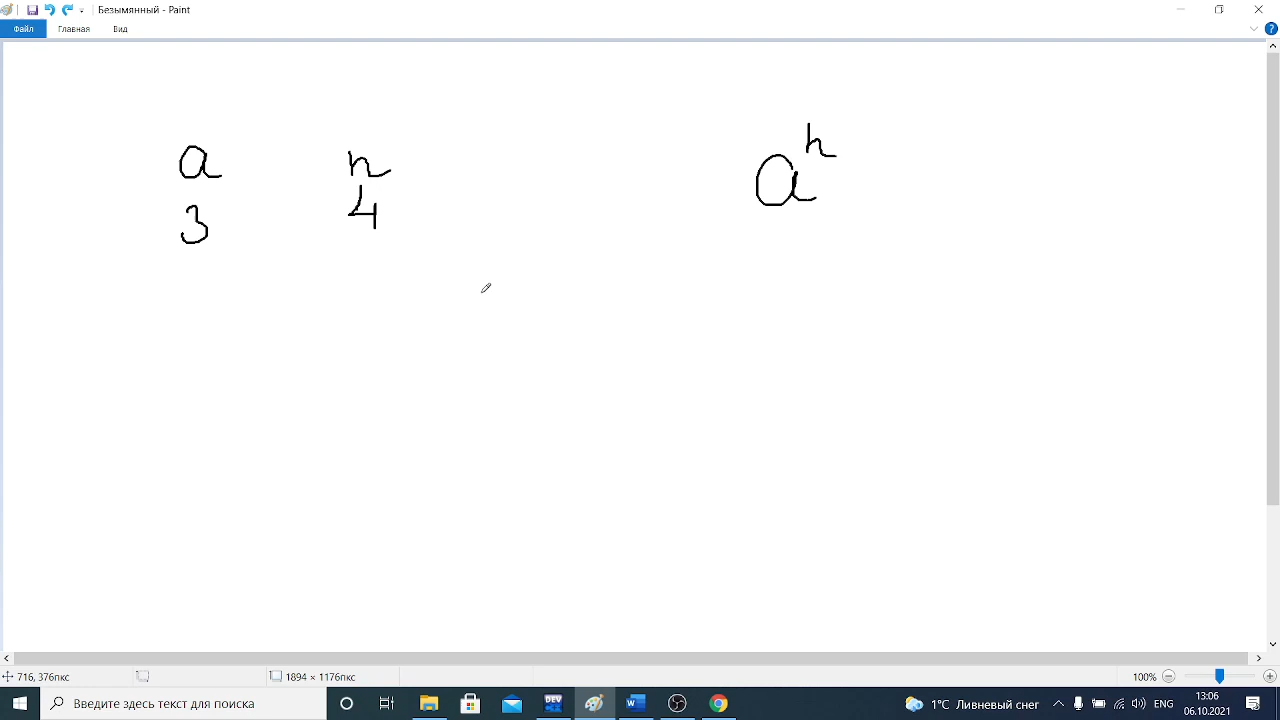 Безымянный - Paint
Файл Главная Вид
a n a^n
3 4
716, 376пкс 1894 × 1176пкс 100%
Введите здесь текст для поиска DEV 1°C Ливневый снег ENG 13:06
06.10.2021